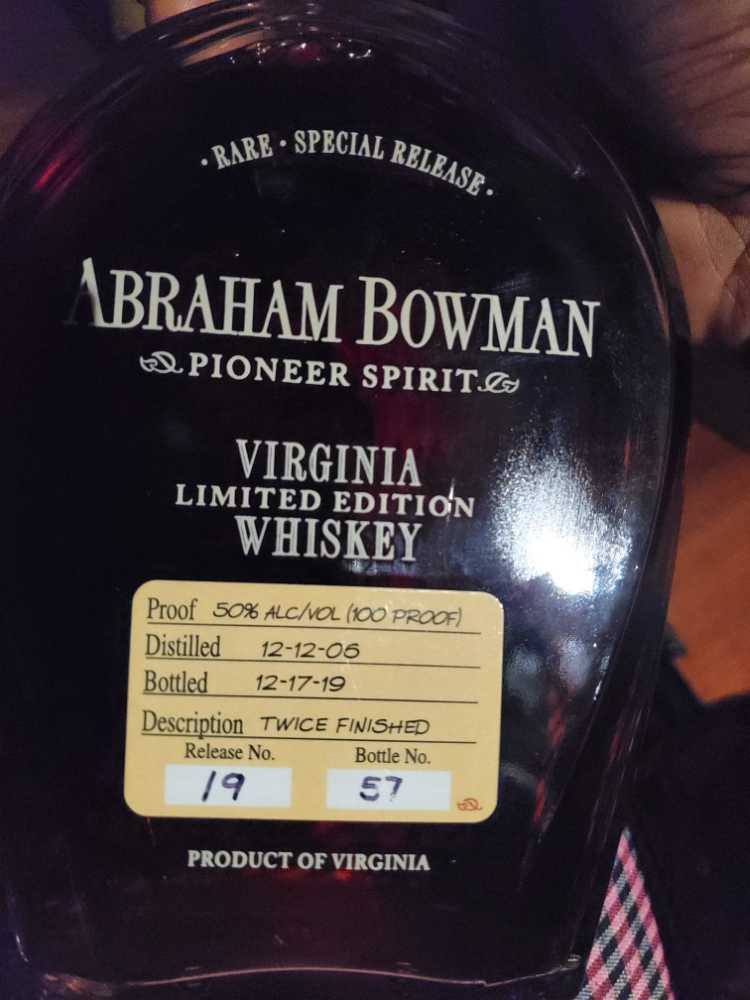 · RARE · SPECIAL RELEASE ·
ABRAHAM BOWMAN
PIONEER SPIRIT
VIRGINIA
LIMITED EDITION
WHISKEY
Proof 50% ALC/VOL (100 PROOF)
Distilled 12-12-06
Bottled 12-17-19
Description TWICE FINISHED
Release No. Bottle No.
19 57
PRODUCT OF VIRGINIA